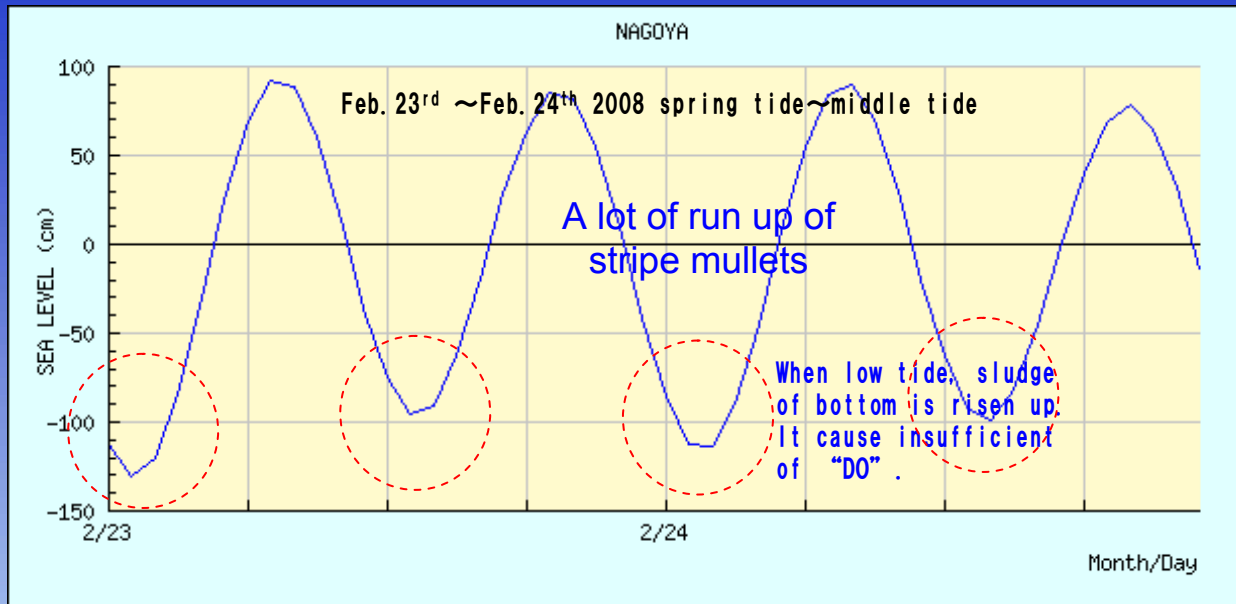 NAGOYA
Feb.23rd ～Feb.24th 2008 spring tide～middle tide
100
50
0
-50
-100
-150
SEA LEVEL (cm)
A lot of run up of
stripe mullets
When low tide, sludge
of bottom is risen up.
It cause insufficient
of “DO”.
2/23
2/24
Month/Day